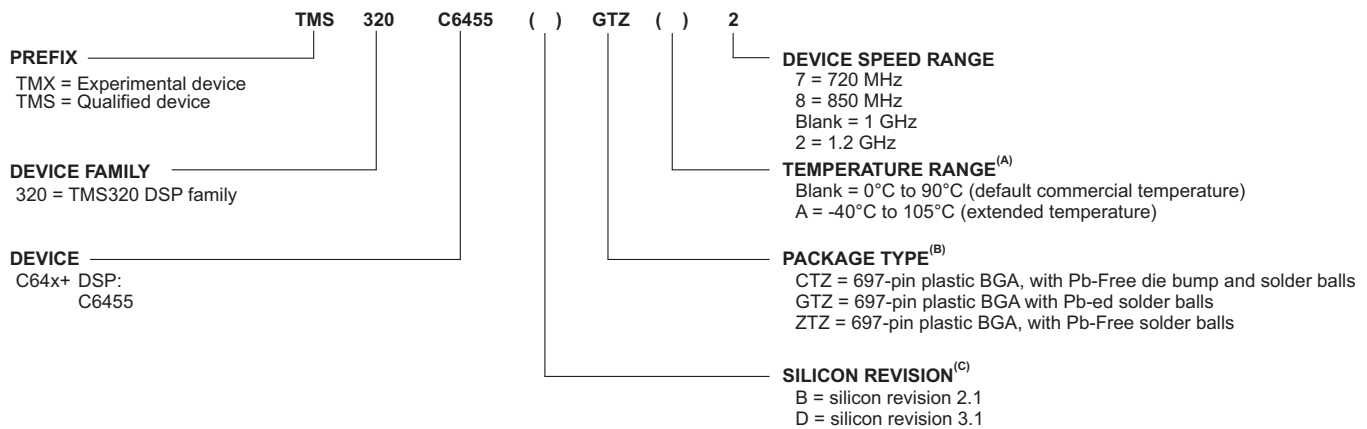 TMS 320 C6455 ( ) GTZ ( ) 2
PREFIX
TMX = Experimental device
TMS = Qualified device
DEVICE FAMILY
320 = TMS320 DSP family
DEVICE
C64x+ DSP:
C6455
DEVICE SPEED RANGE
7 = 720 MHz
8 = 850 MHz
Blank = 1 GHz
2 = 1.2 GHz
TEMPERATURE RANGE(A)
Blank = 0°C to 90°C (default commercial temperature)
A = -40°C to 105°C (extended temperature)
PACKAGE TYPE(B)
CTZ = 697-pin plastic BGA, with Pb-Free die bump and solder balls
GTZ = 697-pin plastic BGA with Pb-ed solder balls
ZTZ = 697-pin plastic BGA, with Pb-Free solder balls
SILICON REVISION(C)
B = silicon revision 2.1
D = silicon revision 3.1